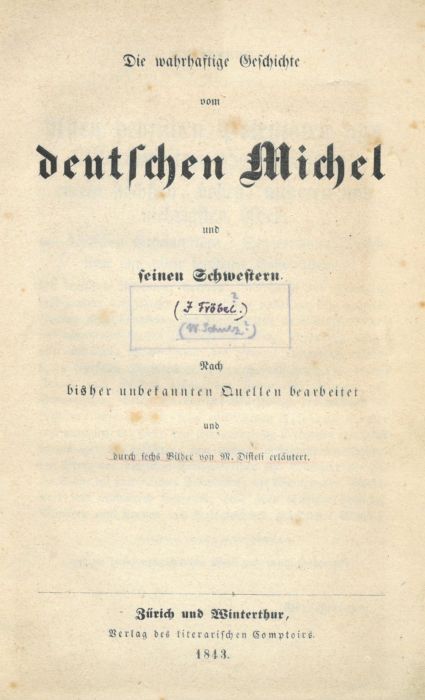 Die wahrhaftige Geschichte
vom
deutschen Michel
und
seinen Schwestern.
(J Fröbel?)
(W. Schulz?)
Nach
bisher unbekannten Quellen bearbeitet
und
durch sechs Bilder von M. Disteli erläutert.
Zürich und Winterthur,
Verlag des literarischen Comptoirs.
1843.